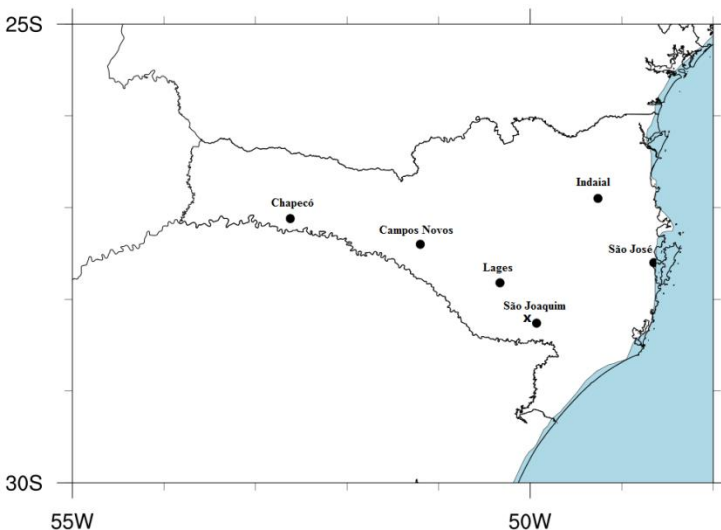 25S
Indaial
Chapecó
Campos Novos
São José
Lages
São Joaquim
x
30S
55W
50W